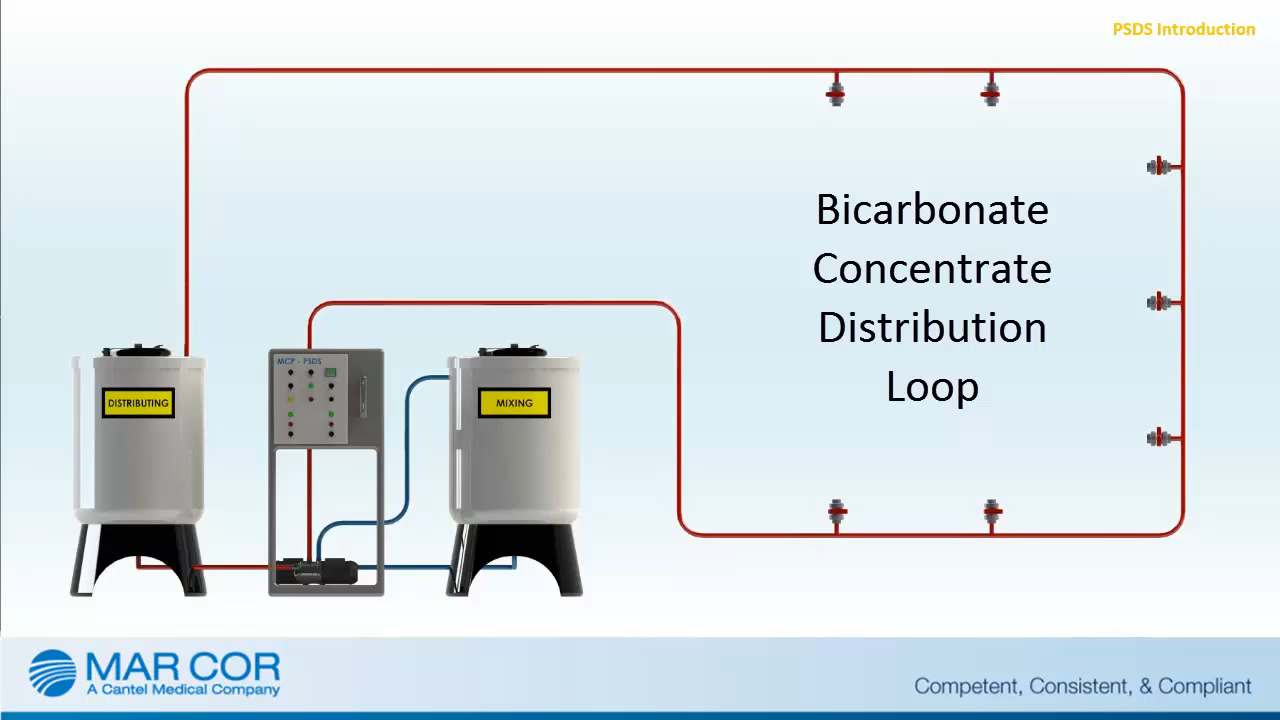 PSDS Introduction
Bicarbonate
Concentrate
Distribution
Loop
MCP - PSDS
DISTRIBUTING
MIXING
MAR COR
A Cantel Medical Company
Competent, Consistent, & Compliant